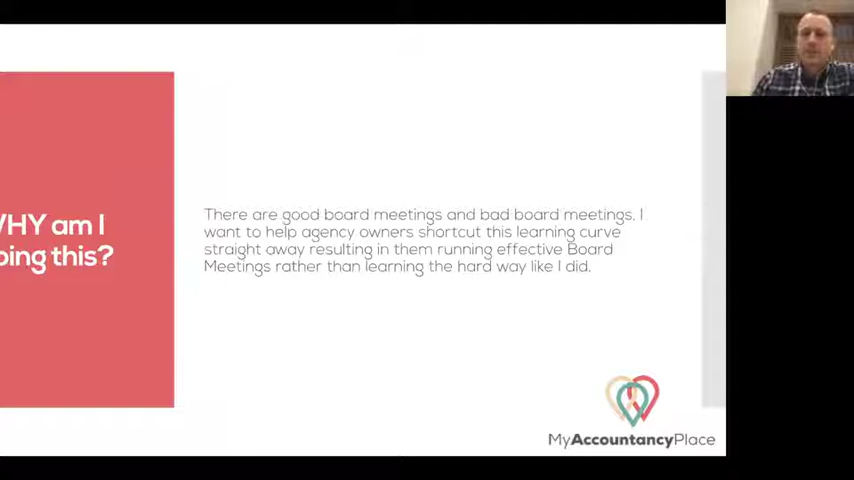 WHY am I
oing this?
There are good board meetings and bad board meetings. I
want to help agency owners shortcut this learning curve
straight away resulting in them running effective Board
Meetings rather than learning the hard way like I did.
MyAccountancyPlace